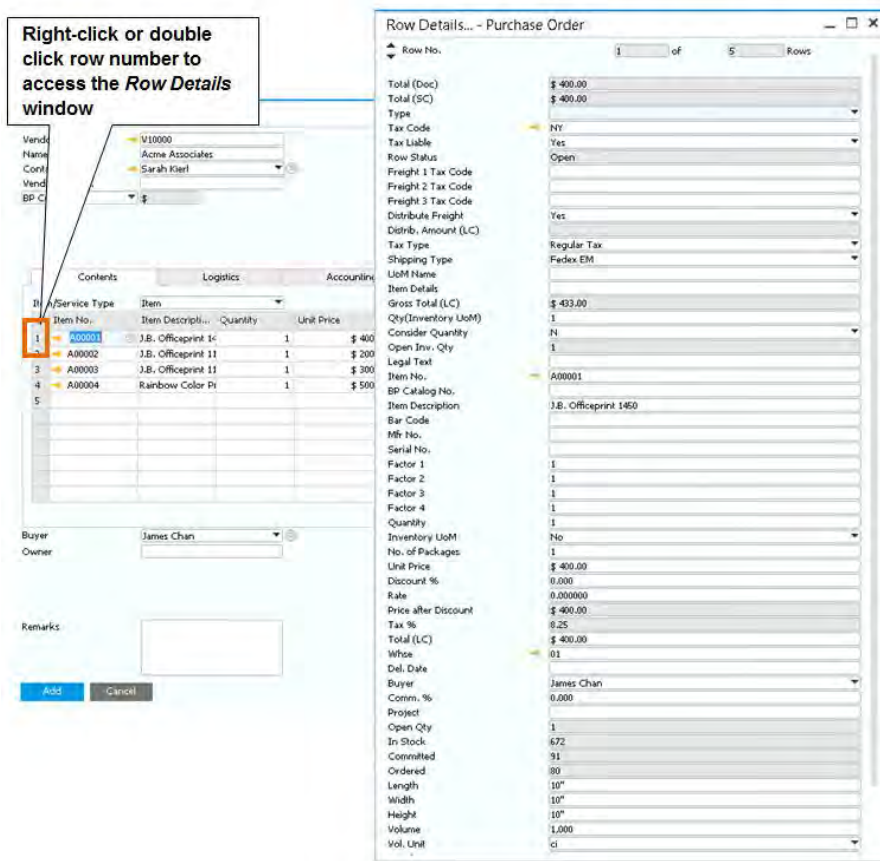 Right-click or double
click row number to
access the Row Details
window
V10000
Name
Acme Associates
Sarah Kierl
$
Contents Logistics Accounting
Item/Service Type Item
Item No. Item Descripti... Quantity Unit Price
1 A00001 J.B. Officeprint 14 1 $ 400
2 A00002 J.B. Officeprint 11 1 $ 200
3 A00003 J.B. Officeprint 11 1 $ 300
4 A00004 Rainbow Color Pr 1 $ 500
5
Buyer James Chan
Owner
Remarks
Add Cancel
Row Details... - Purchase Order
Row No. 1 of 5 Rows
Total (Doc) $ 400.00
Total (SC) $ 400.00
Type
Tax Code NY
Tax Liable Yes
Row Status Open
Freight 1 Tax Code
Freight 2 Tax Code
Freight 3 Tax Code
Distribute Freight Yes
Distrib. Amount (LC)
Tax Type Regular Tax
Shipping Type Fedex EM
UoM Name
Item Details
Gross Total (LC) $ 433.00
Qty(Inventory UoM) 1
Consider Quantity N
Open Inv. Qty 1
Legal Text
Item No. A00001
BP Catalog No.
Item Description J.B. Officeprint 1450
Bar Code
Mfr No.
Serial No.
Factor 1 1
Factor 2 1
Factor 3 1
Factor 4 1
Quantity 1
Inventory UoM No
No. of Packages 1
Unit Price $ 400.00
Discount % 0.000
Rate 0.000000
Price after Discount $ 400.00
Tax % 8.25
Total (LC) $ 400.00
Whse 01
Del. Date
Buyer James Chan
Comm. % 0.000
Project
Open Qty 1
In Stock 672
Committed 91
Ordered 80
Length 10"
Width 10"
Height 10"
Volume 1,000
Vol. Unit ci